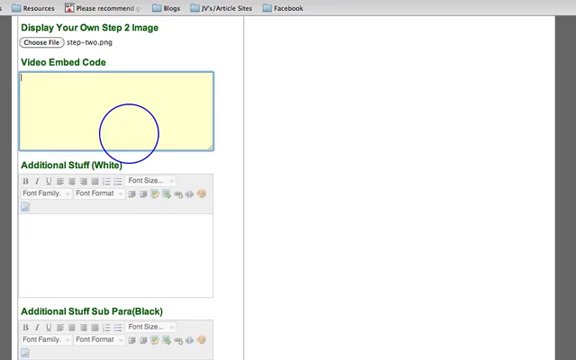 Resources Please recommend Blogs JV's/Article Sites Facebook
Display Your Own Step 2 Image
Choose File step-two.png
Video Embed Code
Additional Stuff (White)
B I U Font Size...
Font Family. Font Format
Additional Stuff Sub Para(Black)
B I U Font Size...
Font Family. Font Format